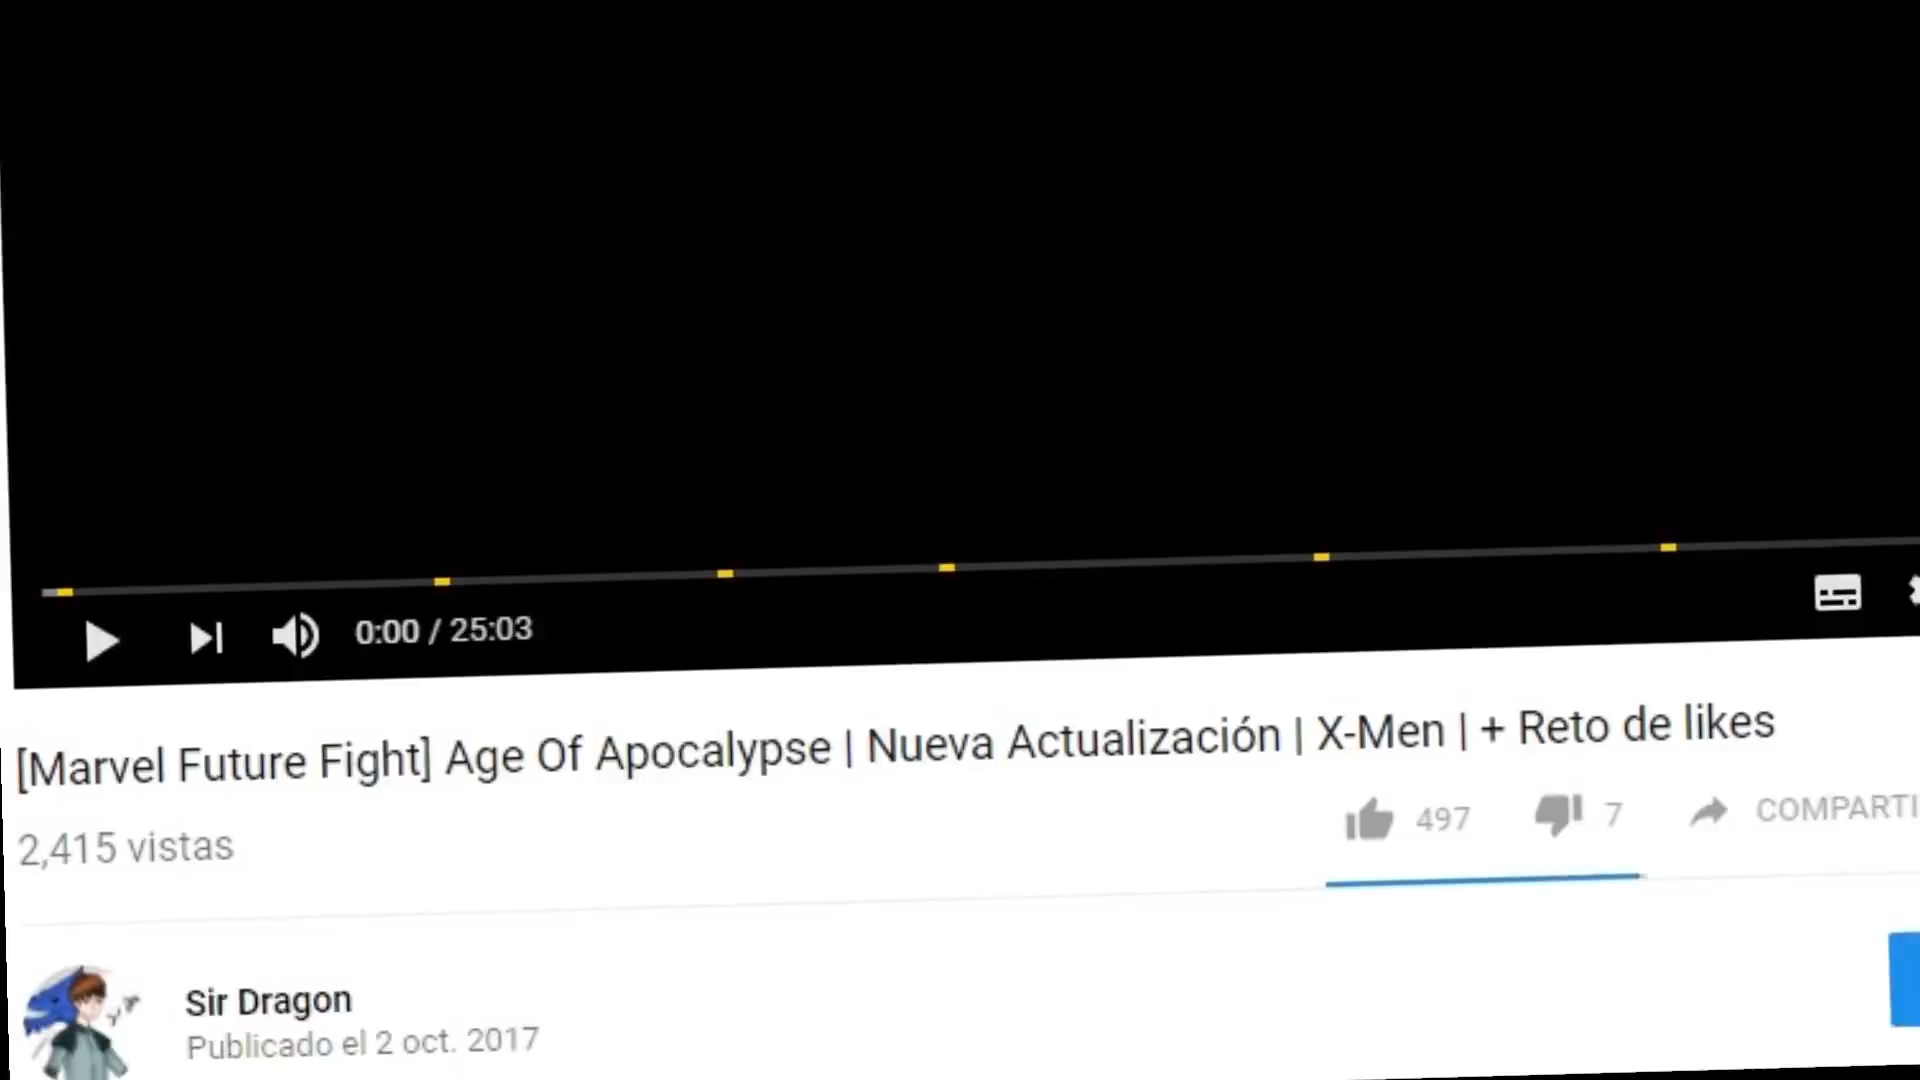 0:00 / 25:03
[Marvel Future Fight] Age Of Apocalypse | Nueva Actualización | X-Men | + Reto de likes
2,415 vistas
497 7 COMPARTI
Sir Dragon
Publicado el 2 oct. 2017